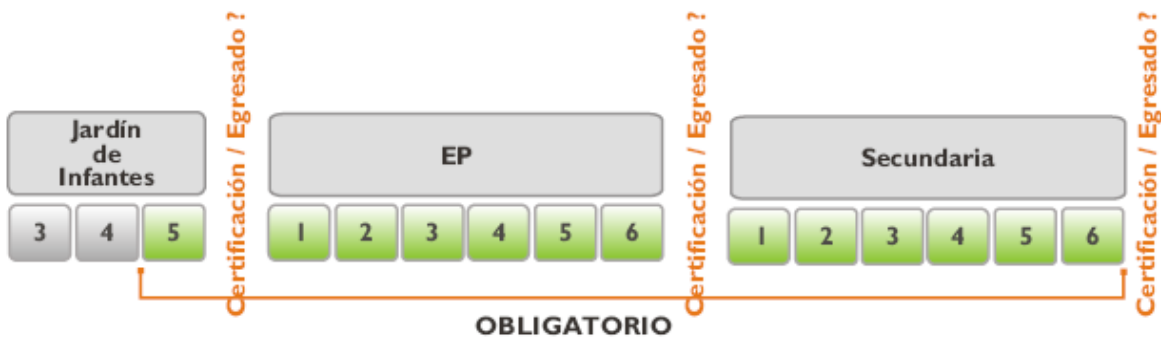 Jardín
de
Infantes
3 4 5
Certificación / Egresado ?
EP
1 2 3 4 5 6
Certificación / Egresado ?
Secundaria
1 2 3 4 5 6
Certificación / Egresado ?
OBLIGATORIO